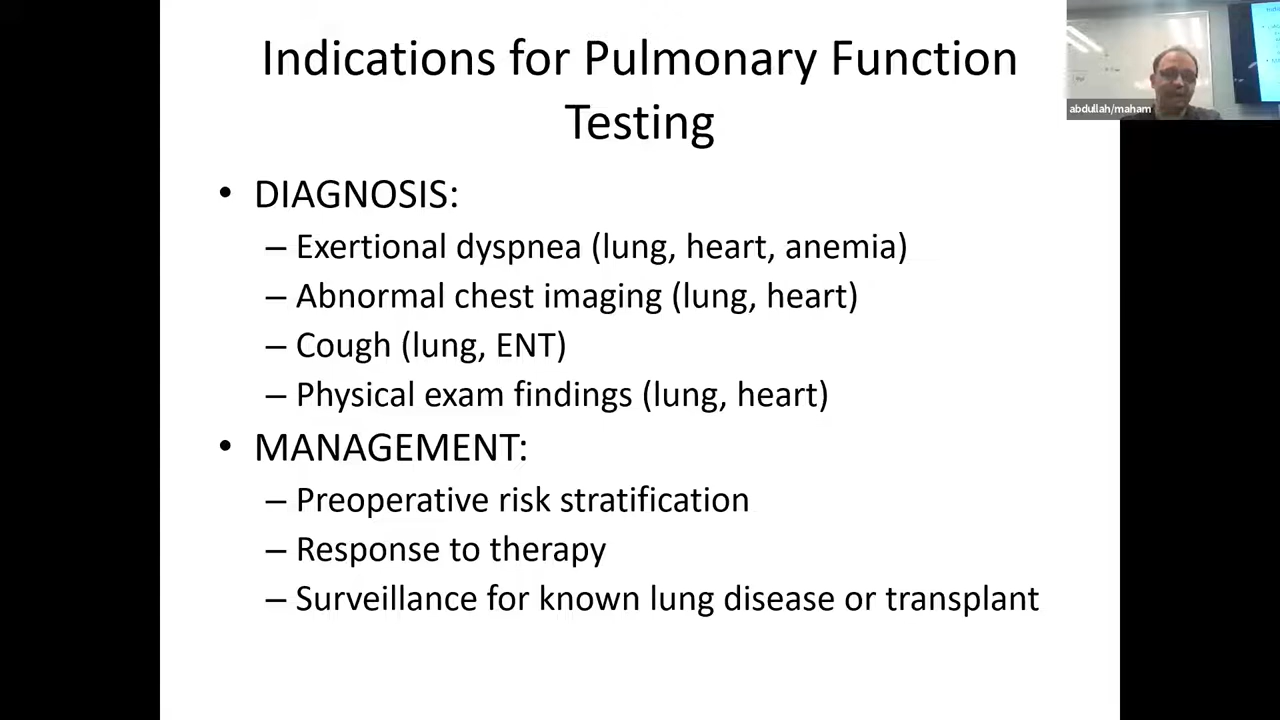 Indications for Pulmonary Function
Testing
• DIAGNOSIS:
– Exertional dyspnea (lung, heart, anemia)
– Abnormal chest imaging (lung, heart)
– Cough (lung, ENT)
– Physical exam findings (lung, heart)
• MANAGEMENT:
– Preoperative risk stratification
– Response to therapy
– Surveillance for known lung disease or transplant
abdullah/maham